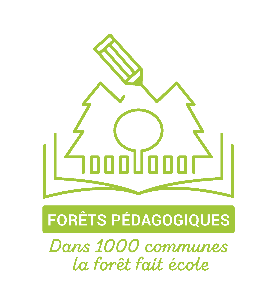 FORÊTS PÉDAGOGIQUES
Dans 1000 communes
la forêt fait école